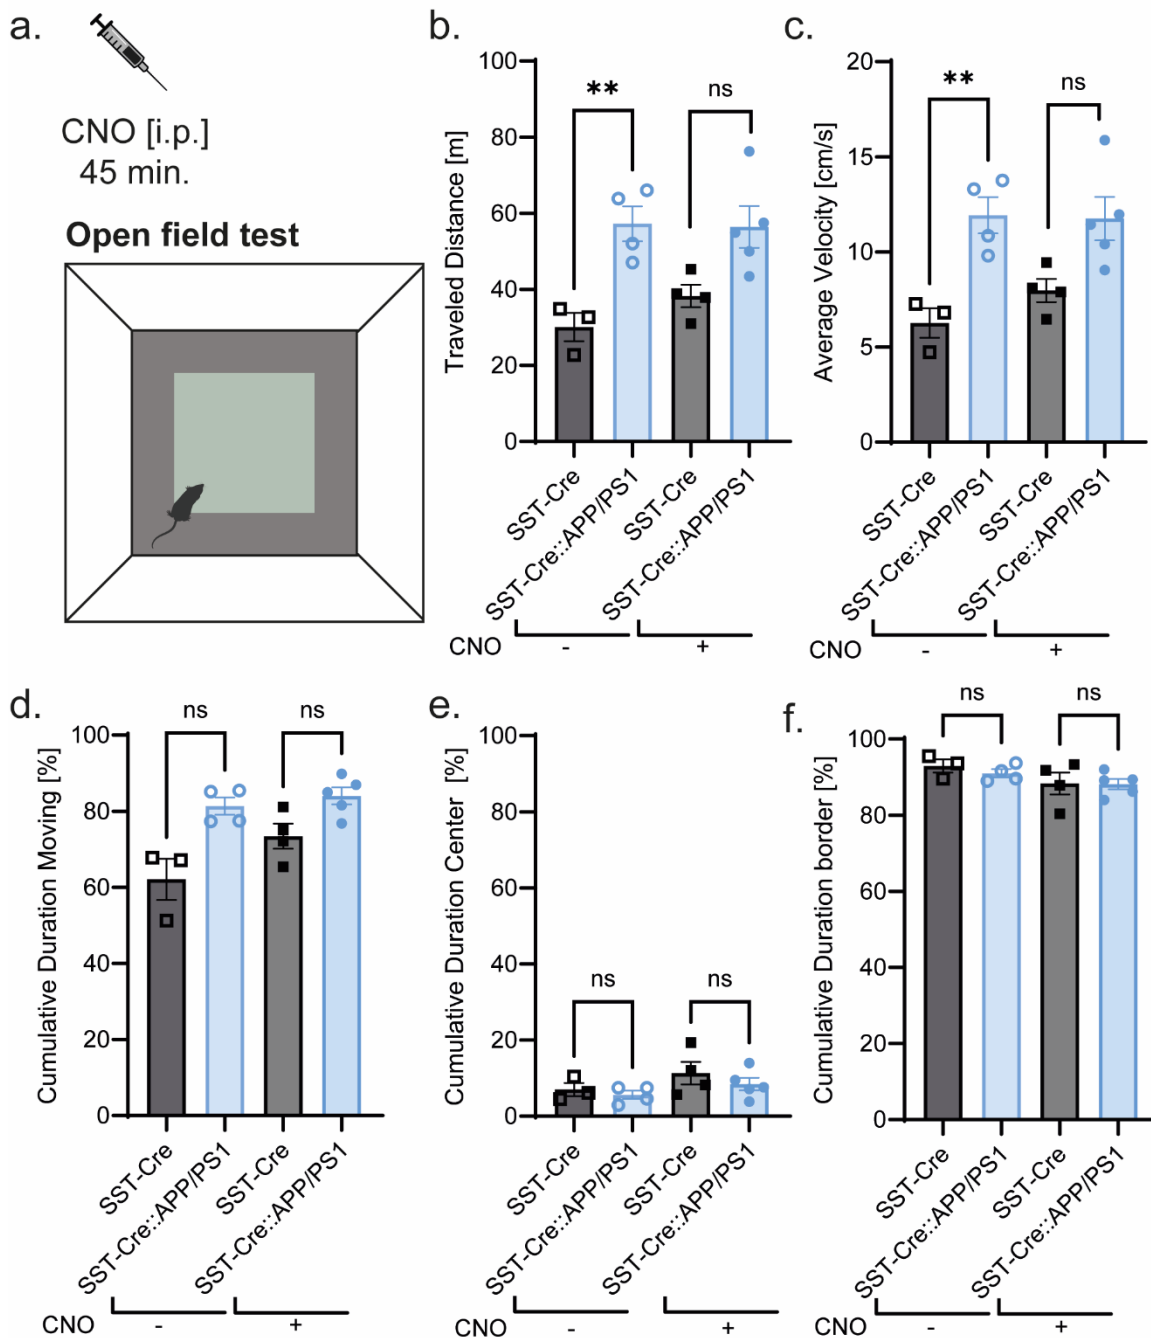 a.
CNO [i.p.]
45 min.
Open field test
b.
Traveled Distance [m]
100
80
60
40
20
0
**
ns
SST-Cre
SST-Cre::APP/PS1
SST-Cre
SST-Cre::APP/PS1
CNO - +
c.
Average Velocity [cm/s]
20
15
10
5
0
**
ns
SST-Cre
SST-Cre::APP/PS1
SST-Cre
SST-Cre::APP/PS1
CNO - +
d.
Cumulative Duration Moving [%]
100
80
60
40
20
0
ns
ns
SST-Cre
SST-Cre::APP/PS1
SST-Cre
SST-Cre::APP/PS1
CNO - +
e.
Cumulative Duration Center [%]
100
80
60
40
20
0
ns
ns
SST-Cre
SST-Cre::APP/PS1
SST-Cre
SST-Cre::APP/PS1
CNO - +
f.
Cumulative Duration border [%]
100
80
60
40
20
0
ns
ns
SST-Cre
SST-Cre::APP/PS1
SST-Cre
SST-Cre::APP/PS1
CNO - +